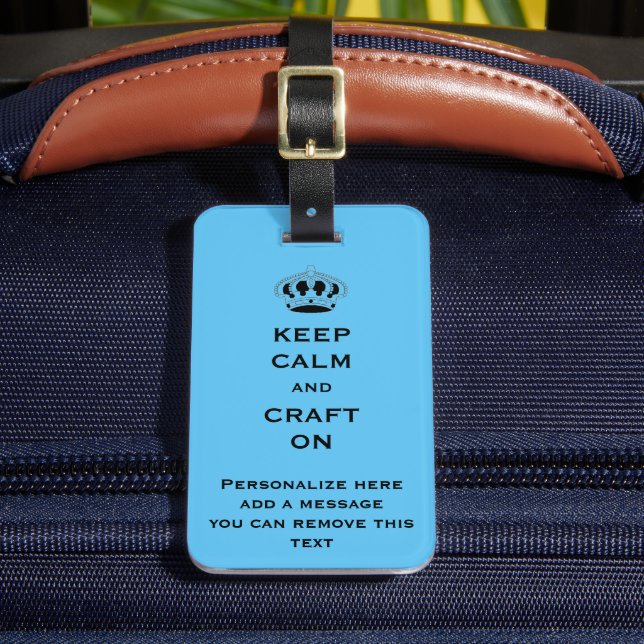 KEEP
CALM
AND
CRAFT
ON
PERSONALIZE HERE
ADD A MESSAGE
YOU CAN REMOVE THIS
TEXT